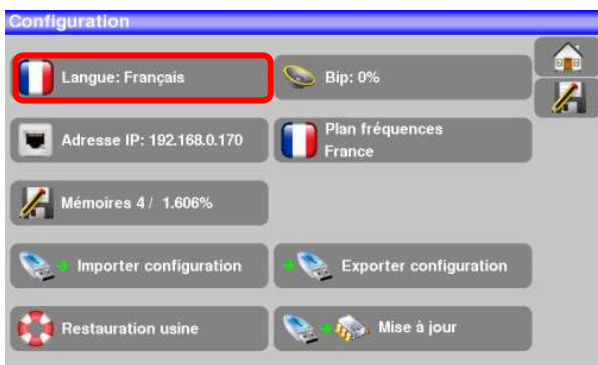 Configuration
Langue: Français
Bip: 0%
Adresse IP: 192.168.0.170
Plan fréquences
France
Mémoires 4 / 1.606%
Importer configuration
Exporter configuration
Restauration usine
Mise à jour